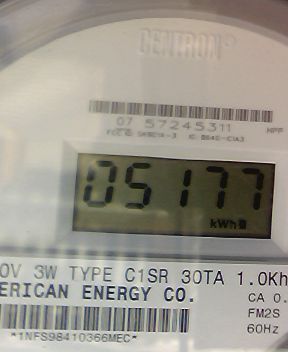 CENTRON®
07 57245311
HPP
05177
kWh
0V 3W TYPE C1SR 30TA 1.0Kh
ERICAN ENERGY CO.
CA 0.
FM2S
60Hz
*1NFS98410366MEC*